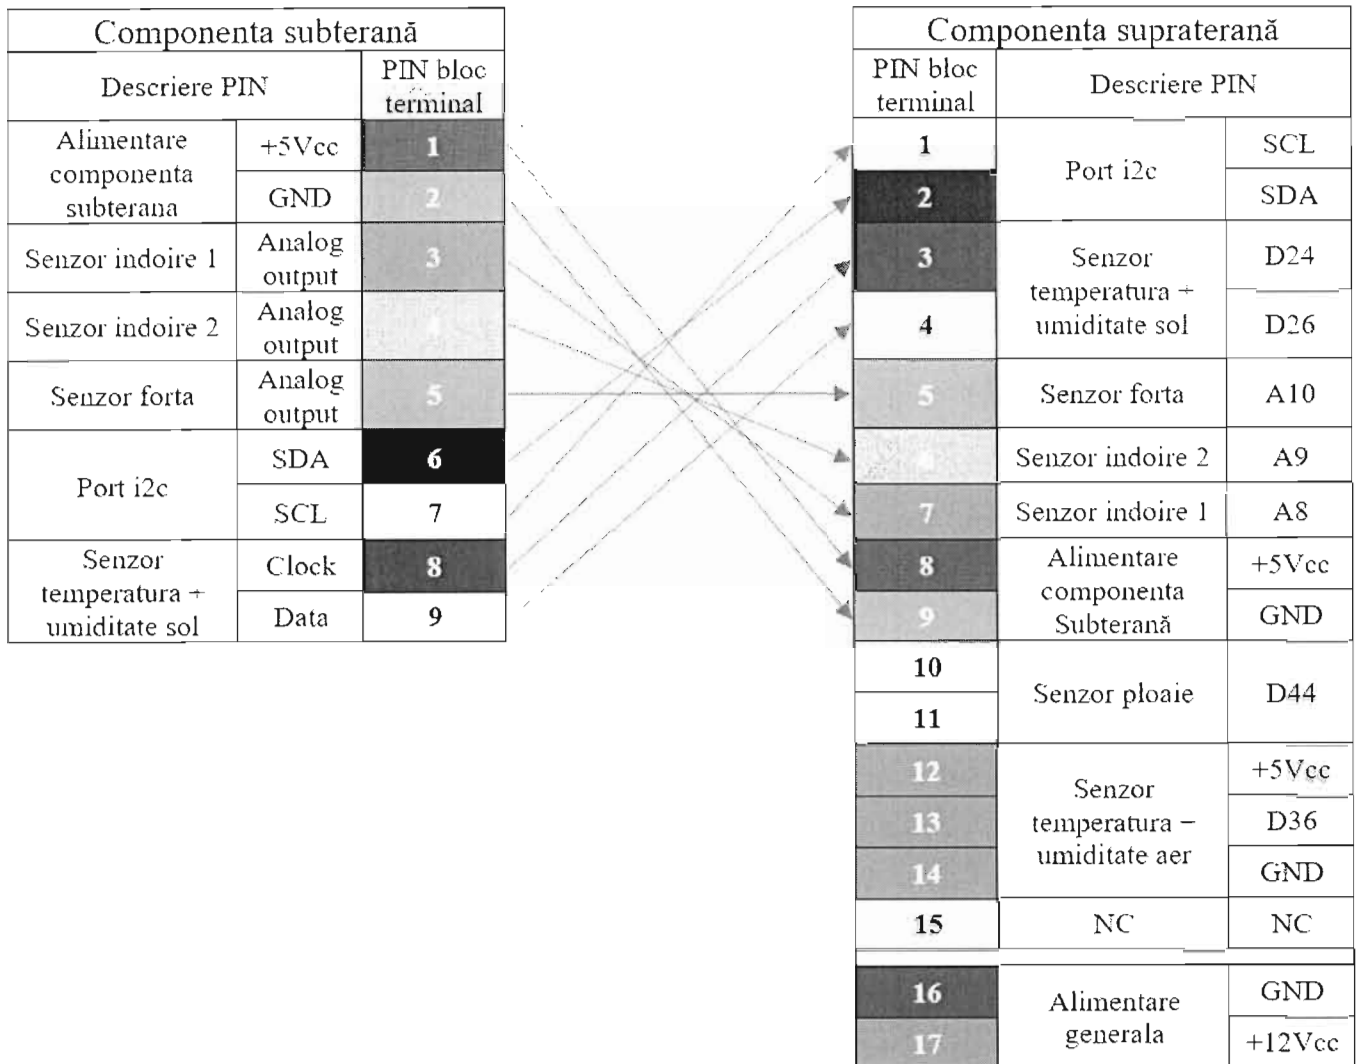 Componenta subterană
Descriere PIN
PIN bloc
terminal
Alimentare
componenta
subterana
+5Vcc
1
GND
2
Senzor indoire 1
Analog
output
3
Senzor indoire 2
Analog
output
4
Senzor forta
Analog
output
5
Port i2c
SDA
6
SCL
7
Senzor
temperatura +
umiditate sol
Clock
8
Data
9
Componenta supraterană
PIN bloc
terminal
Descriere PIN
1
Port i2c
SCL
2
SDA
3
Senzor
temperatura +
umiditate sol
D24
4
D26
5
Senzor forta
A10
Senzor indoire 2
A9
7
Senzor indoire 1
A8
8
Alimentare
componenta
Subterană
+5Vcc
9
GND
10
Senzor ploaie
D44
11
12
Senzor
temperatura −
umiditate aer
+5Vcc
13
D36
14
GND
15
NC
NC
16
Alimentare
generala
GND
17
+12Vcc